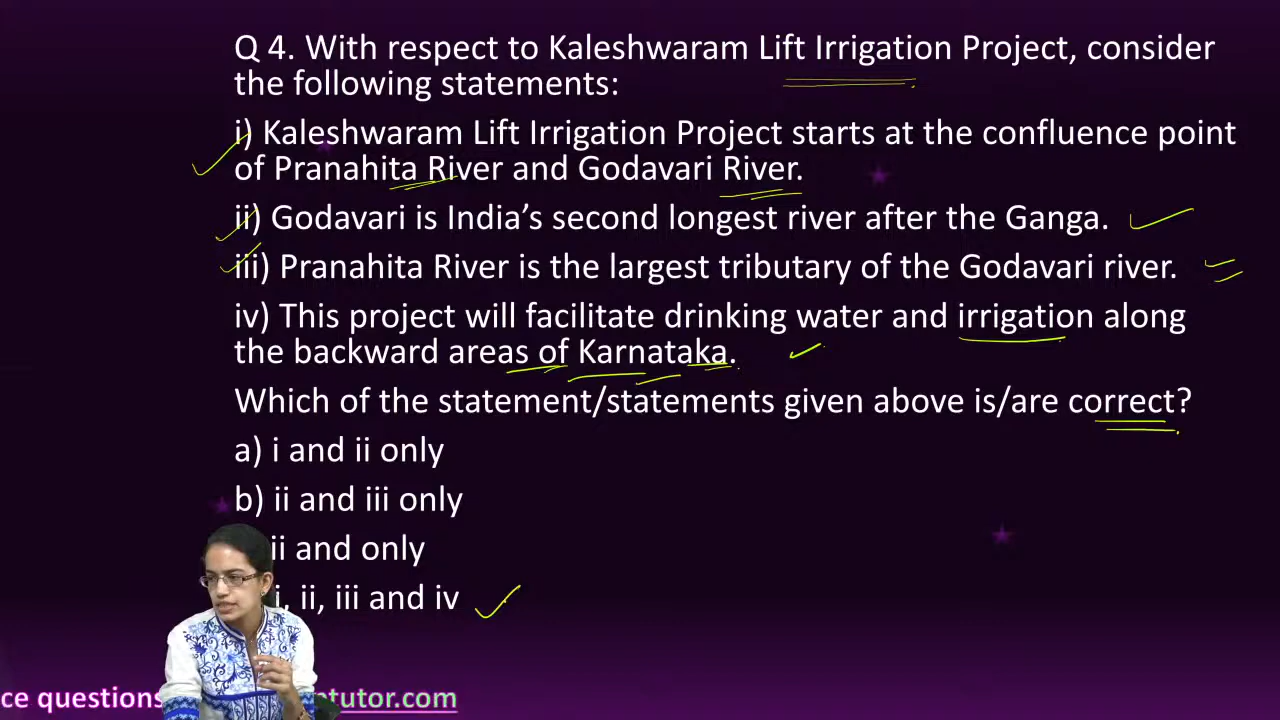 Q 4. With respect to Kaleshwaram Lift Irrigation Project, consider
the following statements:
i) Kaleshwaram Lift Irrigation Project starts at the confluence point
of Pranahita River and Godavari River.
ii) Godavari is India’s second longest river after the Ganga.
iii) Pranahita River is the largest tributary of the Godavari river.
iv) This project will facilitate drinking water and irrigation along
the backward areas of Karnataka.
Which of the statement/statements given above is/are correct?
a) i and ii only
b) ii and iii only
ii and only
i, ii, iii and iv
ce questions
tutor.com